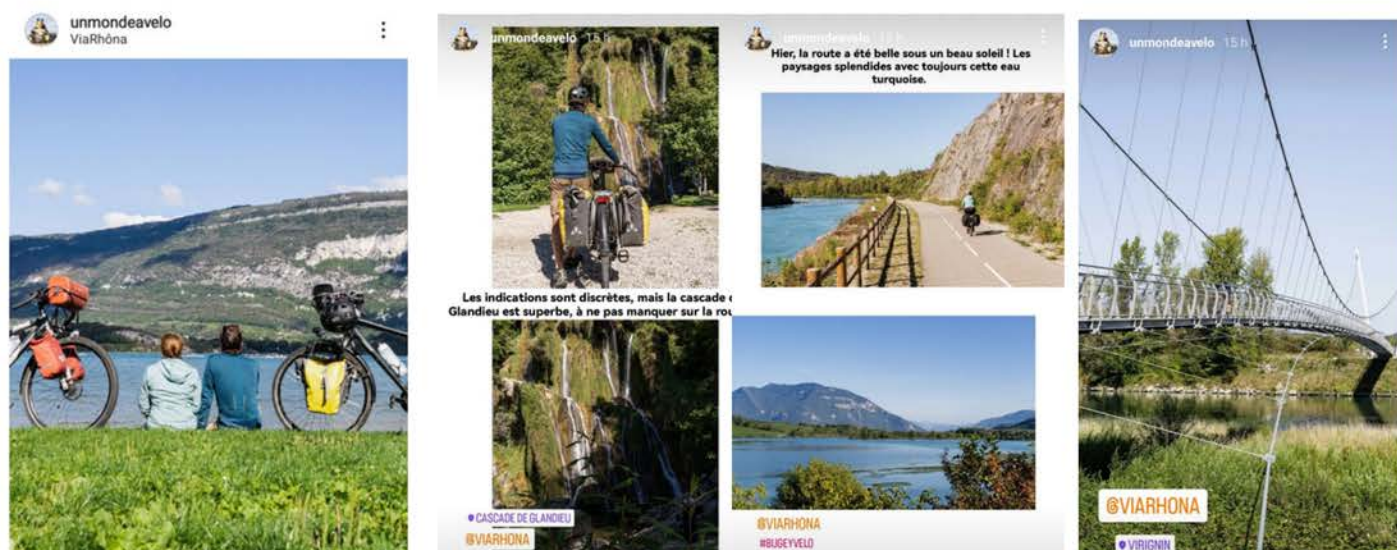 unmondeavelo
ViaRhôna
unmondeavelo 15 h
Les indications sont discrètes, mais la cascade
Glandieu est superbe, à ne pas manquer sur la
CASCADE DE GLANDIEU
@VIARHONA
unmondeavelo 15 h
Hier, la route a été belle sous un beau soleil ! Les
paysages splendides avec toujours cette eau
turquoise.
@VIARHONA
#BUGEYVELO
unmondeavelo 15 h
@VIARHONA
VIRIGNIN